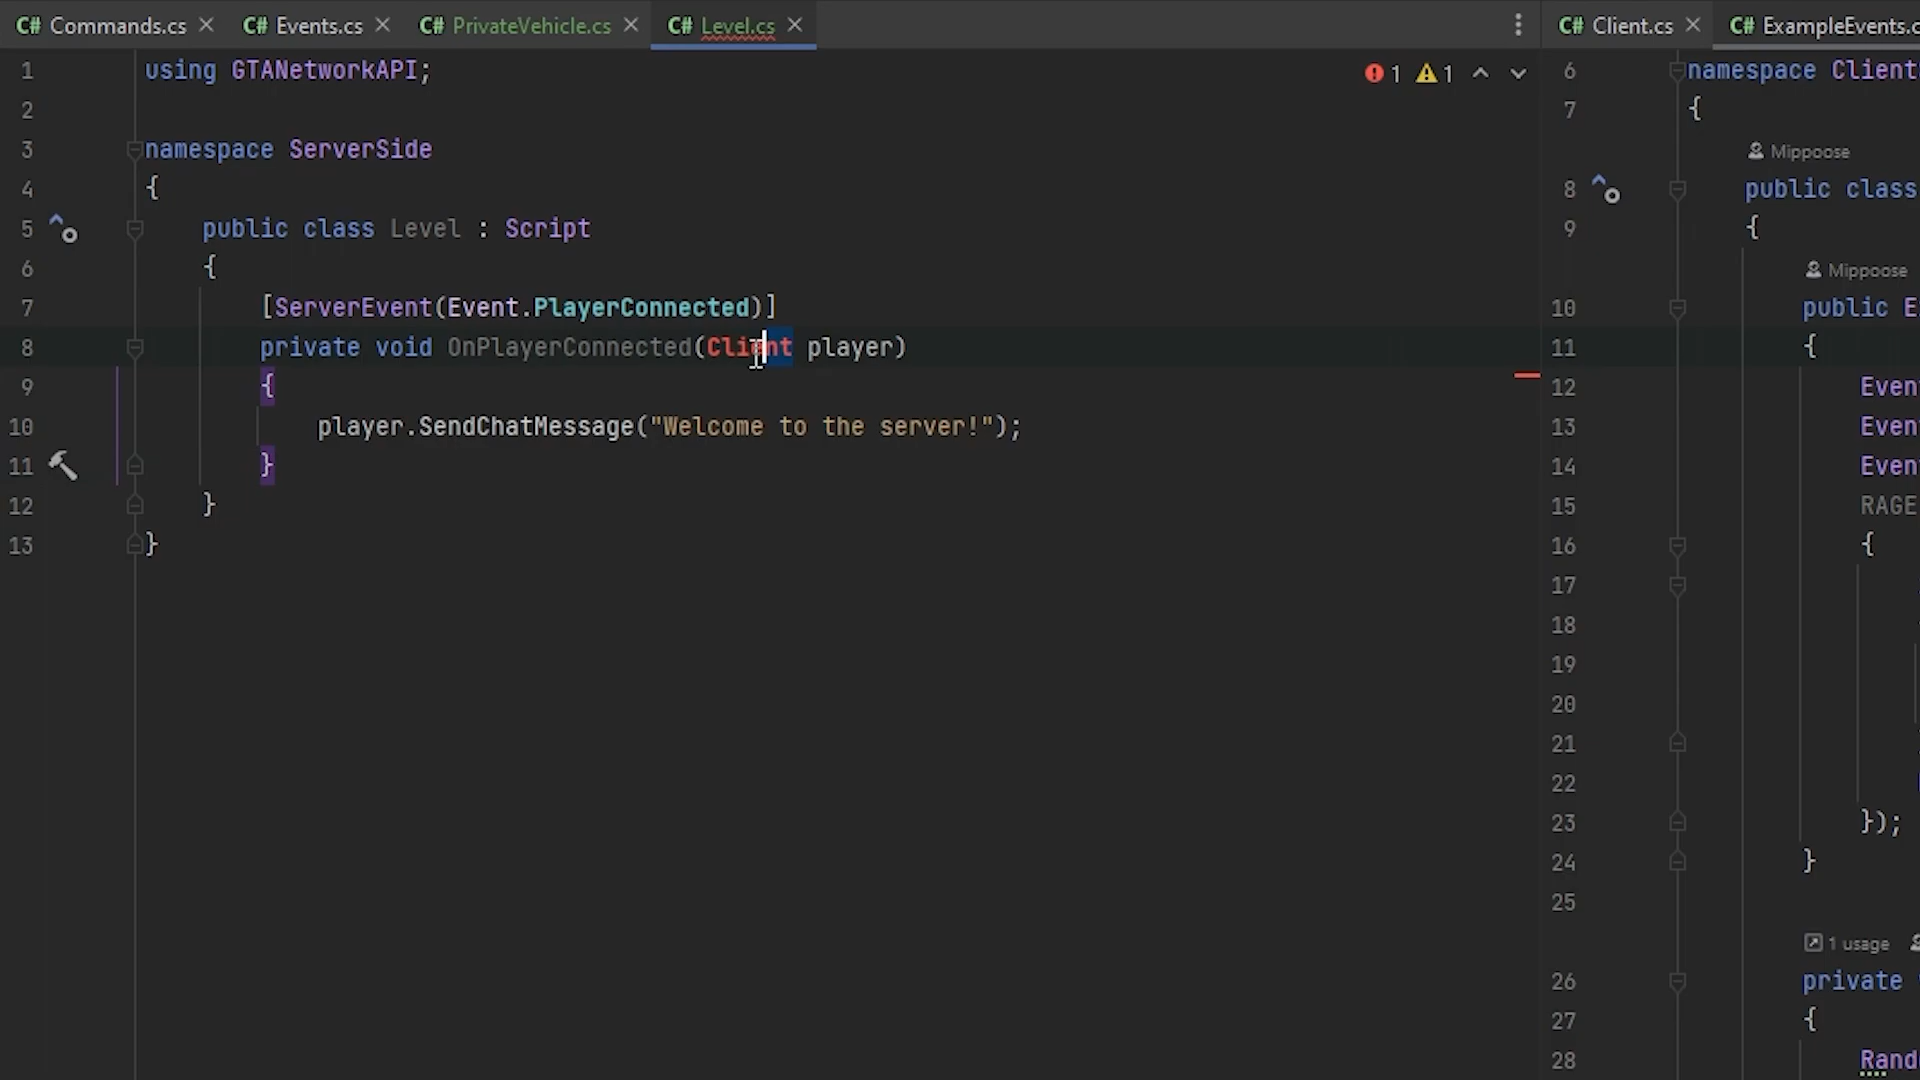 C# Commands.cs C# Events.cs C# PrivateVehicle.cs C# Level.cs
1 using GTANetworkAPI;
2
3 namespace ServerSide
4 {
5 public class Level : Script
6 {
7 [ServerEvent(Event.PlayerConnected)]
8 private void OnPlayerConnected(Client player)
9 {
10 player.SendChatMessage("Welcome to the server!");
11 }
12 }
13 }
1 1
C# Client.cs C# ExampleEvents.c
6 namespace Client
7 {
Mippoose
8 public class
9 {
Mippoose
10 public E
11 {
12 Even
13 Even
14 Even
15 RAGE
16 {
17
18
19
20
21
22
23 });
24 }
25
1 usage
26 private
27 {
28 Rand